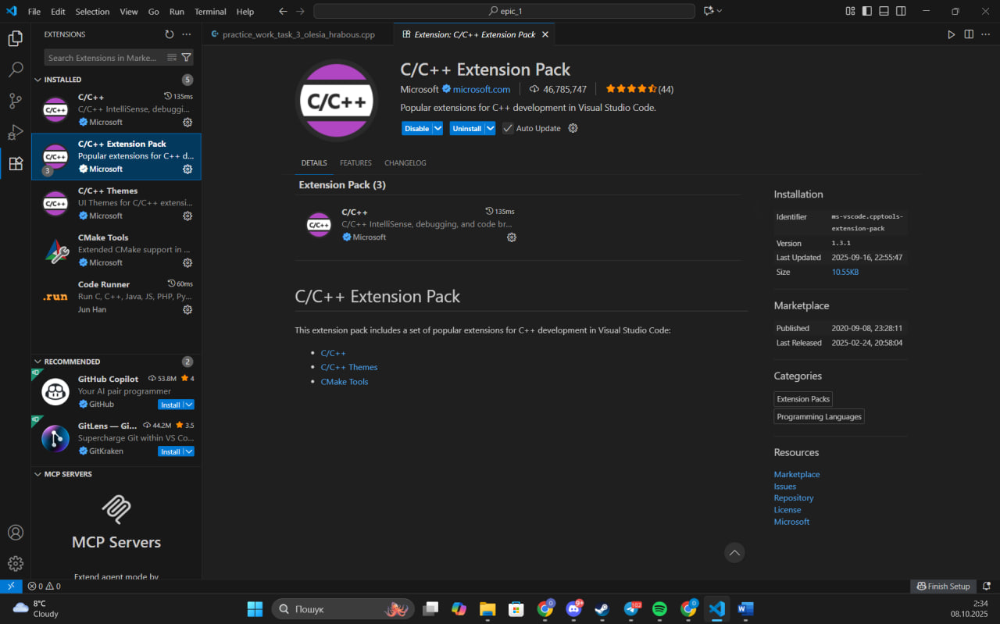 File Edit Selection View Go Run Terminal Help
epic_1
EXTENSIONS
Search Extensions in Marke...
INSTALLED
5
C/C++
135ms
C/C++ IntelliSense, debuggi...
Microsoft
C/C++
C/C++ Extension Pack
Popular extensions for C++ d...
Microsoft
C/C++
3
C/C++ Themes
UI Themes for C/C++ extensi...
Microsoft
C/C++
CMake Tools
Extended CMake support in ...
Microsoft
Code Runner
60ms
Run C, C++, Java, JS, PHP, Py...
Jun Han
.run
RECOMMENDED
2
GitHub Copilot
53.8M
4
Your AI pair programmer
GitHub
Install
GitLens — Gi...
44.2M
3.5
Supercharge Git within VS Co...
GitKraken
Install
MCP SERVERS
MCP Servers
Extend agent mode by
practice_work_task_3_olesia_hrabous.cpp
Extension: C/C++ Extension Pack
C/C++
C/C++ Extension Pack
Microsoft
microsoft.com
46,785,747
(44)
Popular extensions for C++ development in Visual Studio Code.
Disable
Uninstall
Auto Update
DETAILS FEATURES CHANGELOG
Extension Pack (3)
C/C++
C/C++
135ms
C/C++ IntelliSense, debugging, and code br...
Microsoft
C/C++ Extension Pack
This extension pack includes a set of popular extensions for C++ development in Visual Studio Code:
C/C++
C/C++ Themes
CMake Tools
Installation
Identifier ms-vscode.cpptools-
extension-pack
Version 1.3.1
Last Updated 2025-09-16, 22:55:47
Size 10.55KB
Marketplace
Published 2020-09-08, 23:28:11
Last Released 2025-02-24, 20:58:04
Categories
Extension Packs
Programming Languages
Resources
Marketplace
Issues
Repository
License
Microsoft
0 0
Finish Setup
8°C
Cloudy
Пошук
0
9+
102
0
2:34
08.10.2025